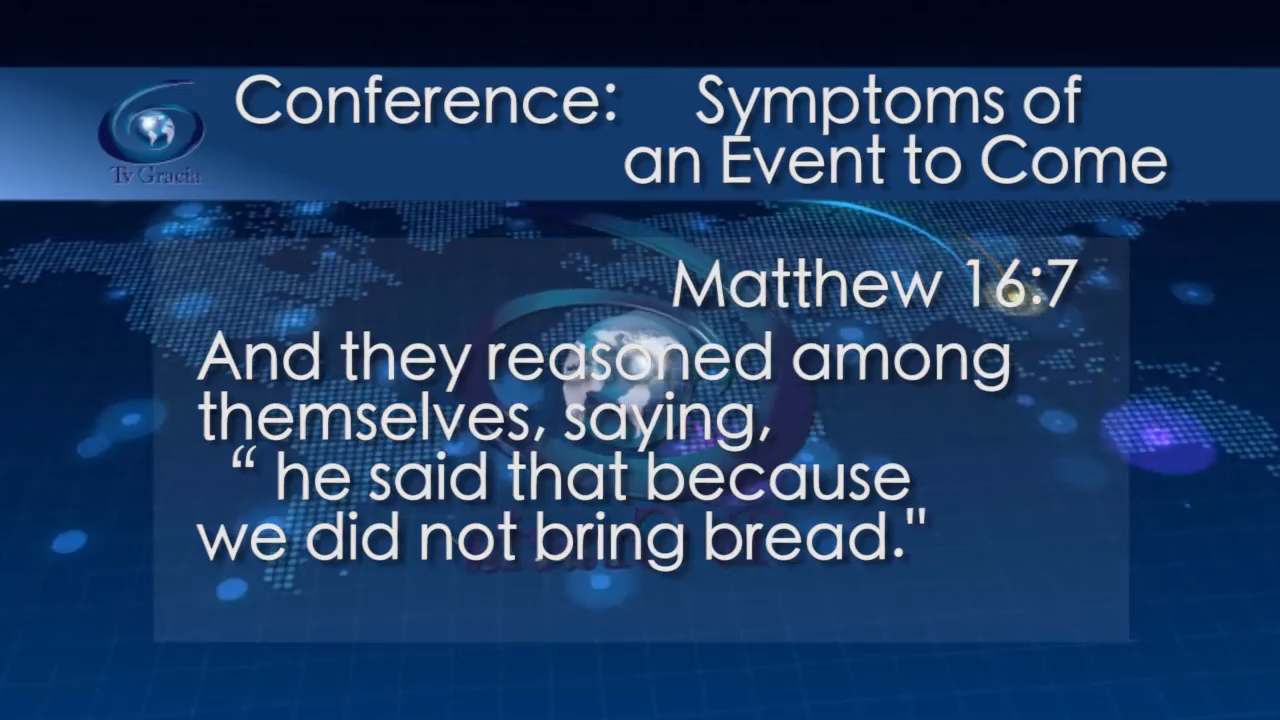 Conference: Symptoms of
an Event to Come
Tv Gracia
Matthew 16:7
And they reasoned among
themselves, saying,
“ he said that because
we did not bring bread."